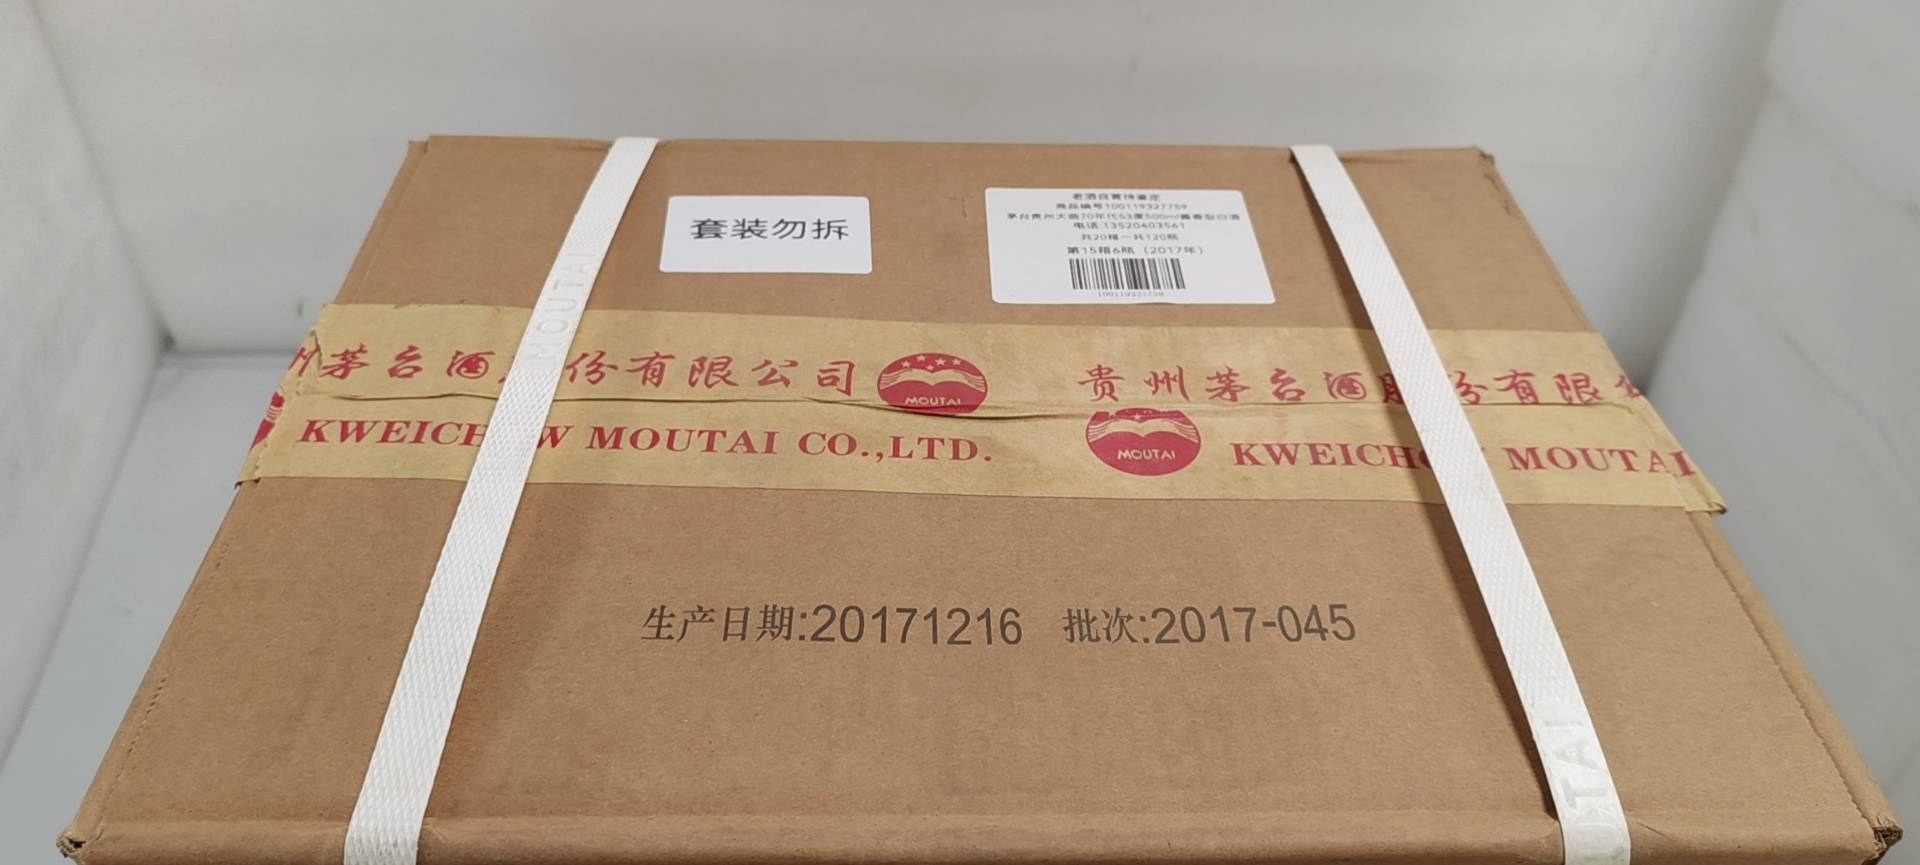 套装勿拆
老酒自营待鉴定
商品编号100119327759
茅台贵州大曲70年代53度500ml酱香型白酒
电话:13520403561
共20箱一共120瓶
第15箱6瓶（2017年）
MOUTAI
州茅台酒股份有限公司
MOUTAI
贵州茅台酒股份有限
KWEICHOW MOUTAI CO.,LTD.
MOUTAI
KWEICHOW MOUTAI
生产日期:20171216 批次:2017-045
UTAI